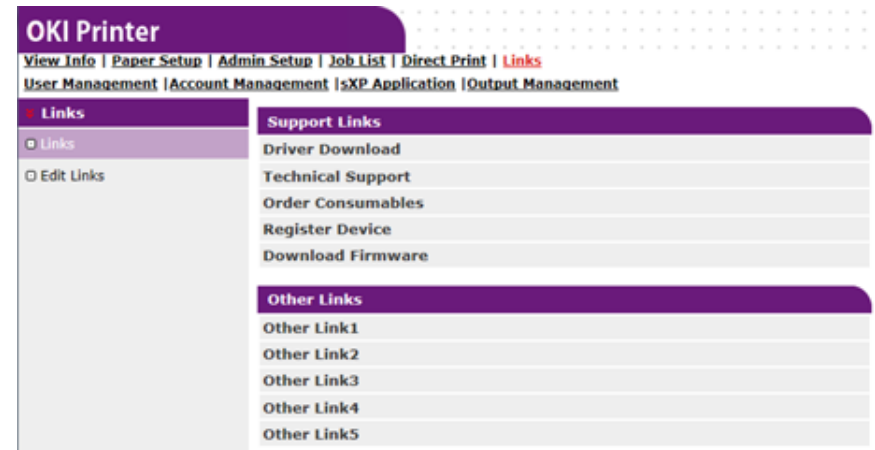 OKI Printer
View Info | Paper Setup | Admin Setup | Job List | Direct Print | Links
User Management |Account Management |sXP Application |Output Management
Links
Links
Edit Links
Support Links
Driver Download
Technical Support
Order Consumables
Register Device
Download Firmware
Other Links
Other Link1
Other Link2
Other Link3
Other Link4
Other Link5